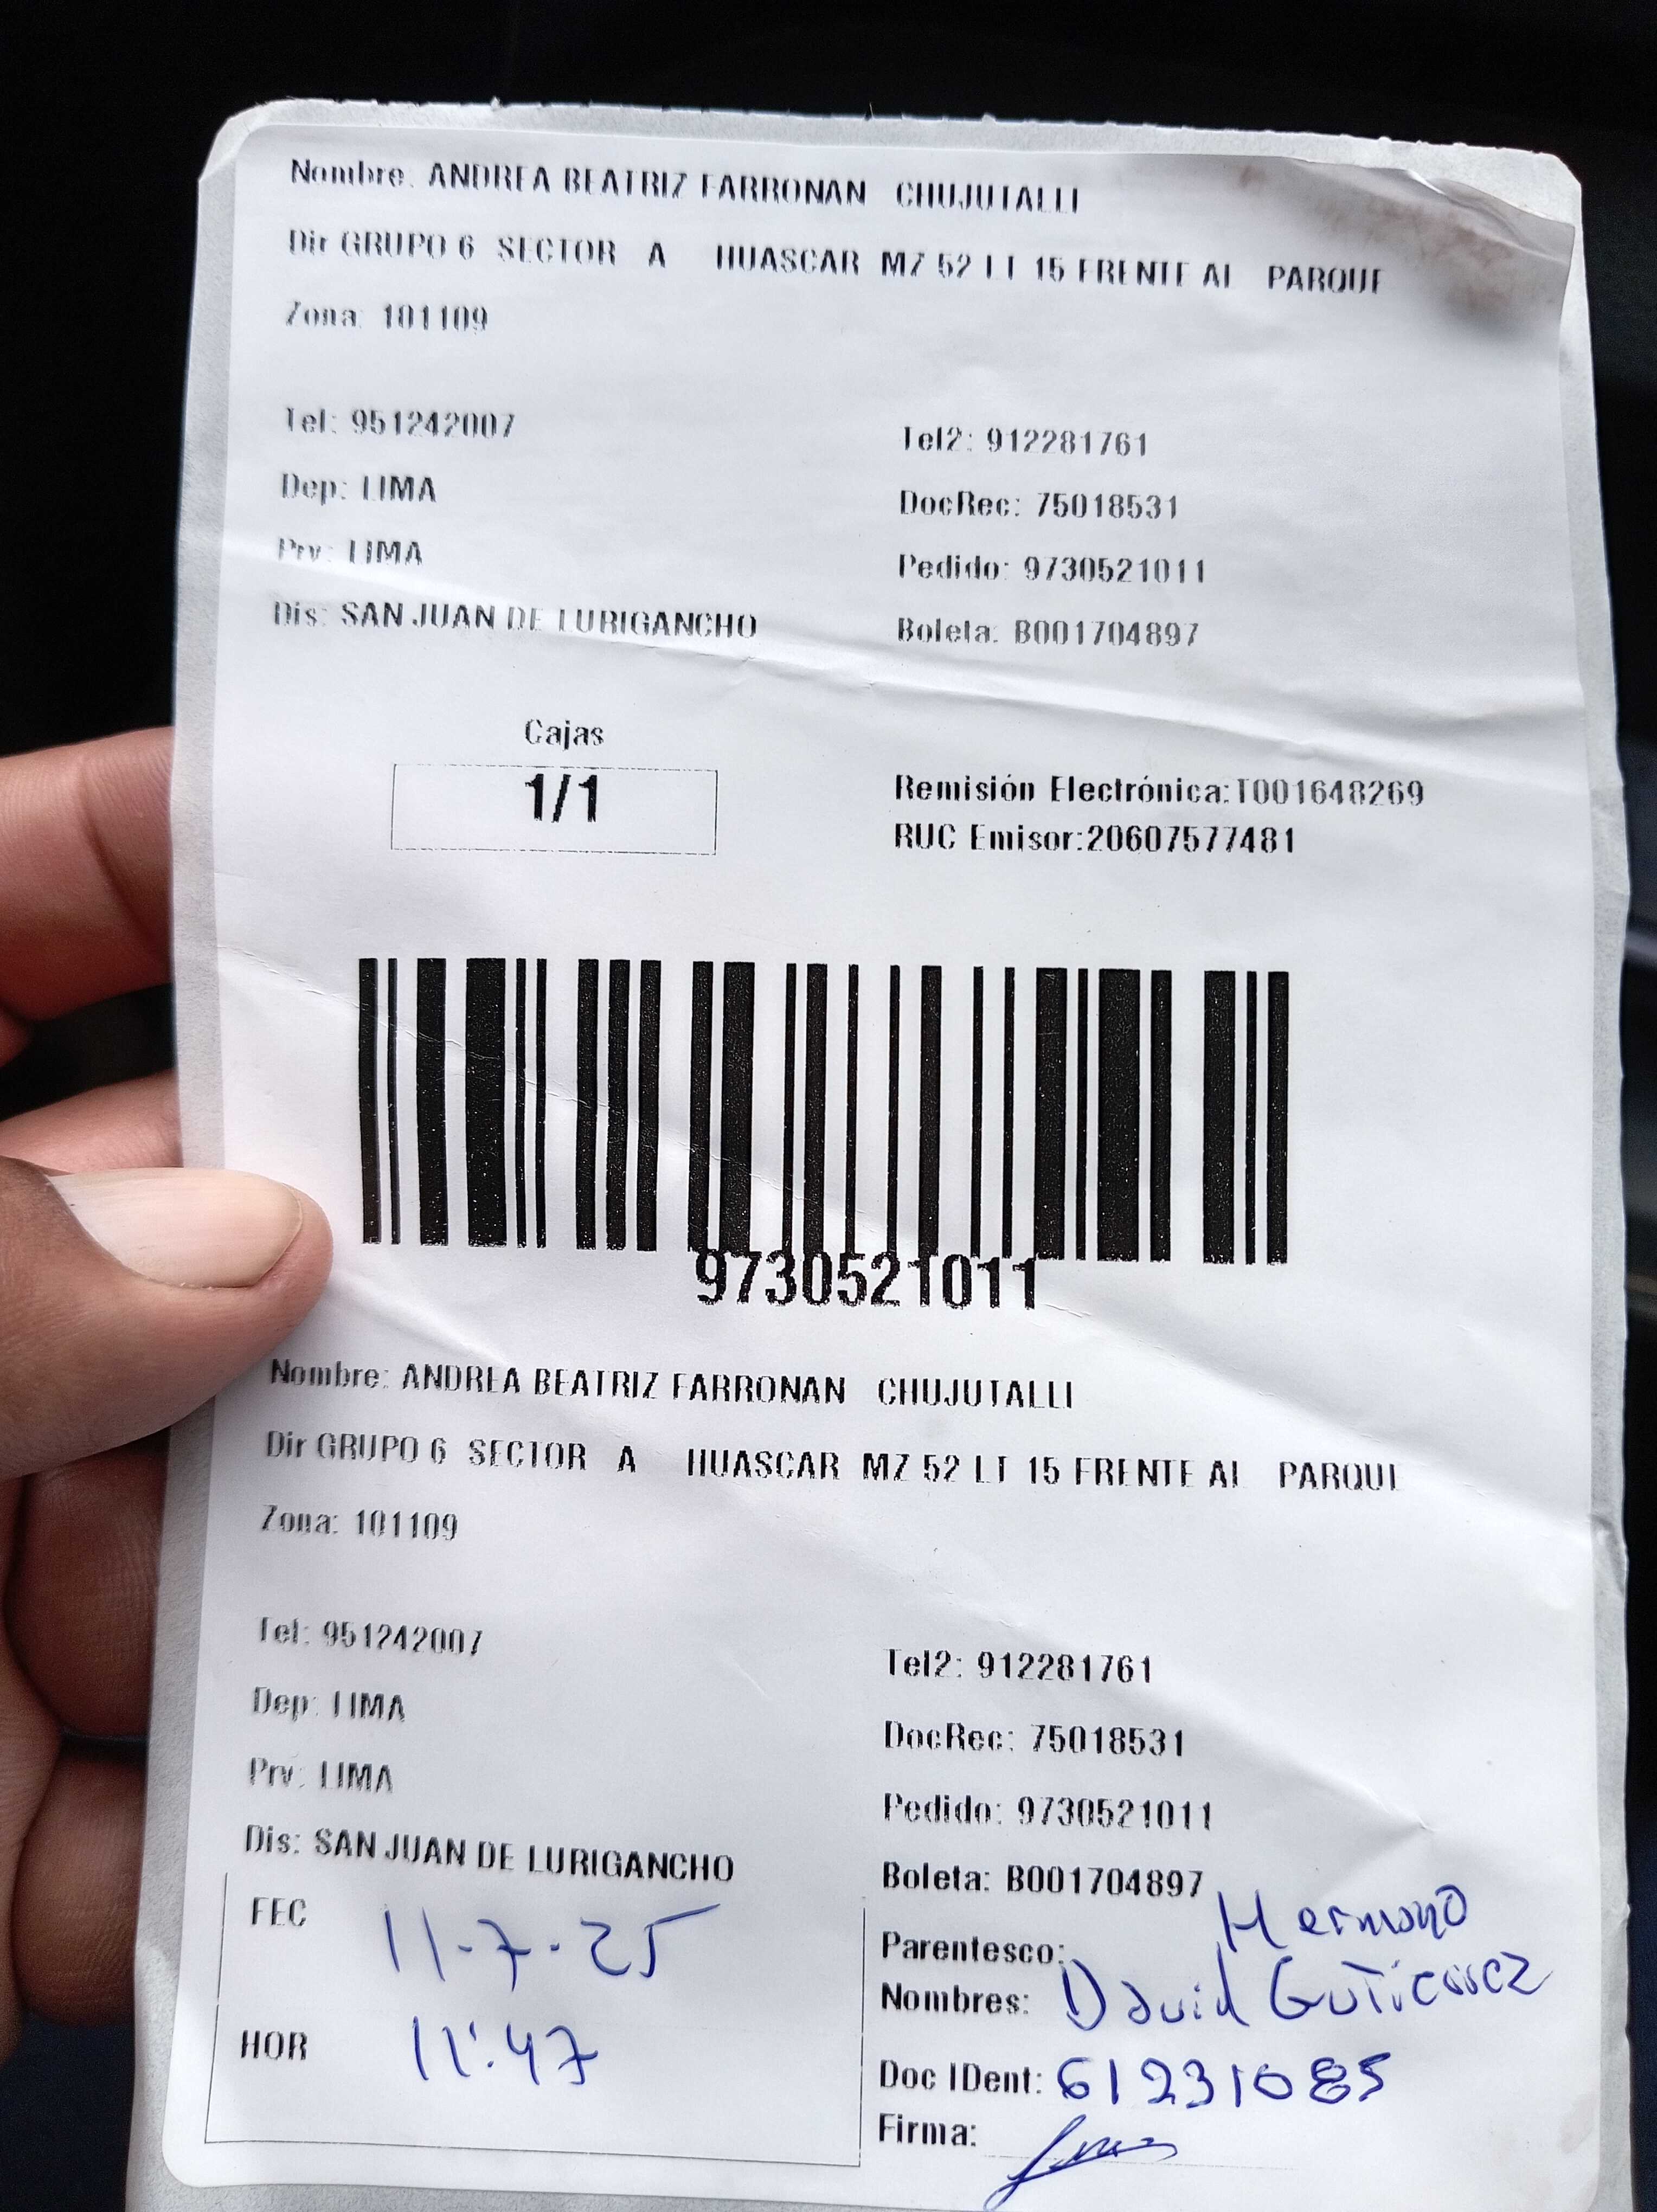 Nombre: ANDREA BEATRIZ FARRONAN CHUJUTALLI
Dir GRUPO 6 SECTOR A HUASCAR MZ 52 LT 15 FRENTE AL PARQUE
Zona: 101109
Tel: 951242007 Tel2: 912281761
Dep: LIMA DocRec: 75018531
Prv: LIMA Pedido: 9730521011
Dis: SAN JUAN DE LURIGANCHO Boleta: B001704897
Cajas
1/1
Remisión Electrónica:T001648269
RUC Emisor:20607577481
9730521011
Nombre: ANDREA BEATRIZ FARRONAN CHUJUTALLI
Dir GRUPO 6 SECTOR A HUASCAR MZ 52 LT 15 FRENTE AL PARQUE
Zona: 101109
Tel: 951242007 Tel2: 912281761
Dep: LIMA DocRec: 75018531
Prv: LIMA Pedido: 9730521011
Dis: SAN JUAN DE LURIGANCHO Boleta: B001704897
FEC 11-7-25
HOR 11:47
Parentesco: Hermano
Nombres: David Gutierrez
Doc IDent: 61231085
Firma: